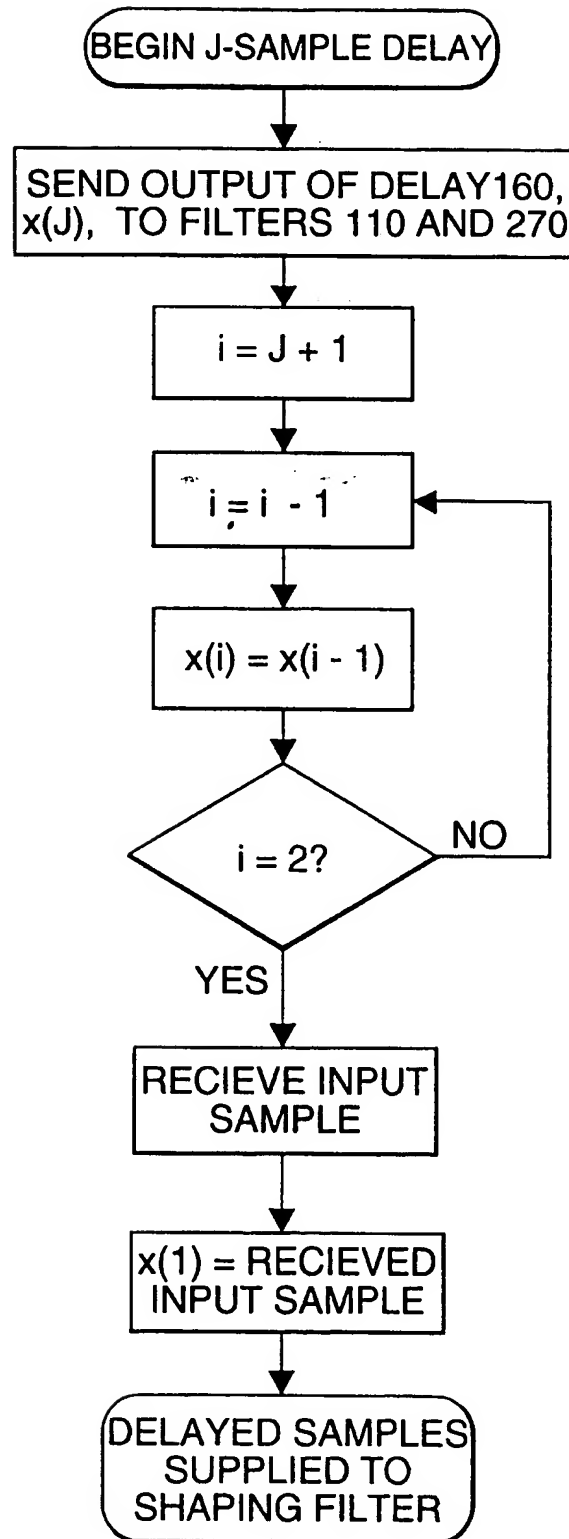 BEGIN J-SAMPLE DELAY
SEND OUTPUT OF DELAY160,
x(J), TO FILTERS 110 AND 270
i = J + 1
i = i - 1
x(i) = x(i - 1)
i = 2?
NO
YES
RECIEVE INPUT
SAMPLE
x(1) = RECIEVED
INPUT SAMPLE
DELAYED SAMPLES
SUPPLIED TO
SHAPING FILTER